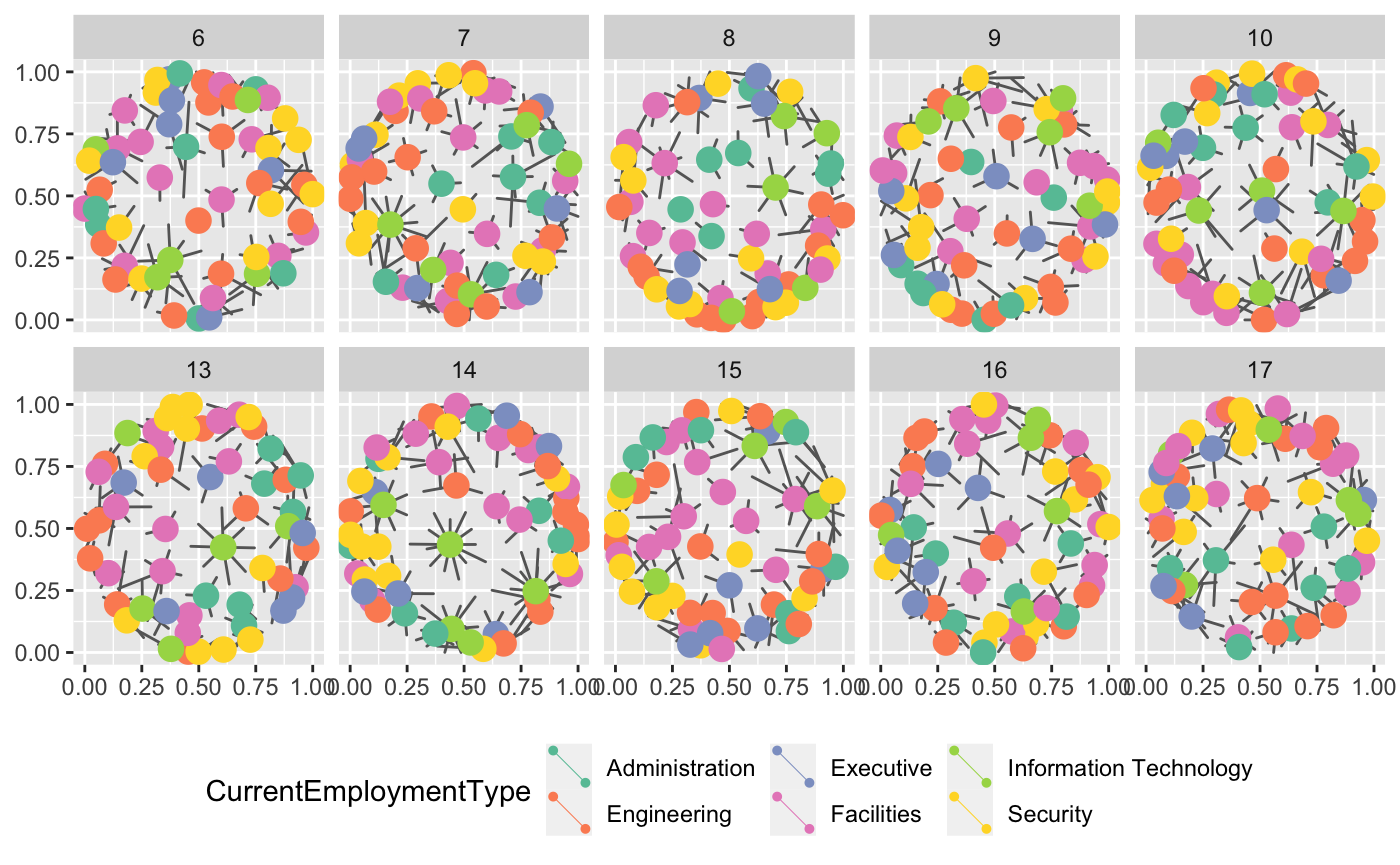 6 7 8 9 10
1.00
0.75
0.50
0.25
0.00
13 14 15 16 17
1.00
0.75
0.50
0.25
0.00
0.00 0.25 0.50 0.75 1.00 0.00 0.25 0.50 0.75 1.00 0.00 0.25 0.50 0.75 1.00 0.00 0.25 0.50 0.75 1.00 0.00 0.25 0.50 0.75 1.00
CurrentEmploymentType
Administration Executive Information Technology
Engineering Facilities Security